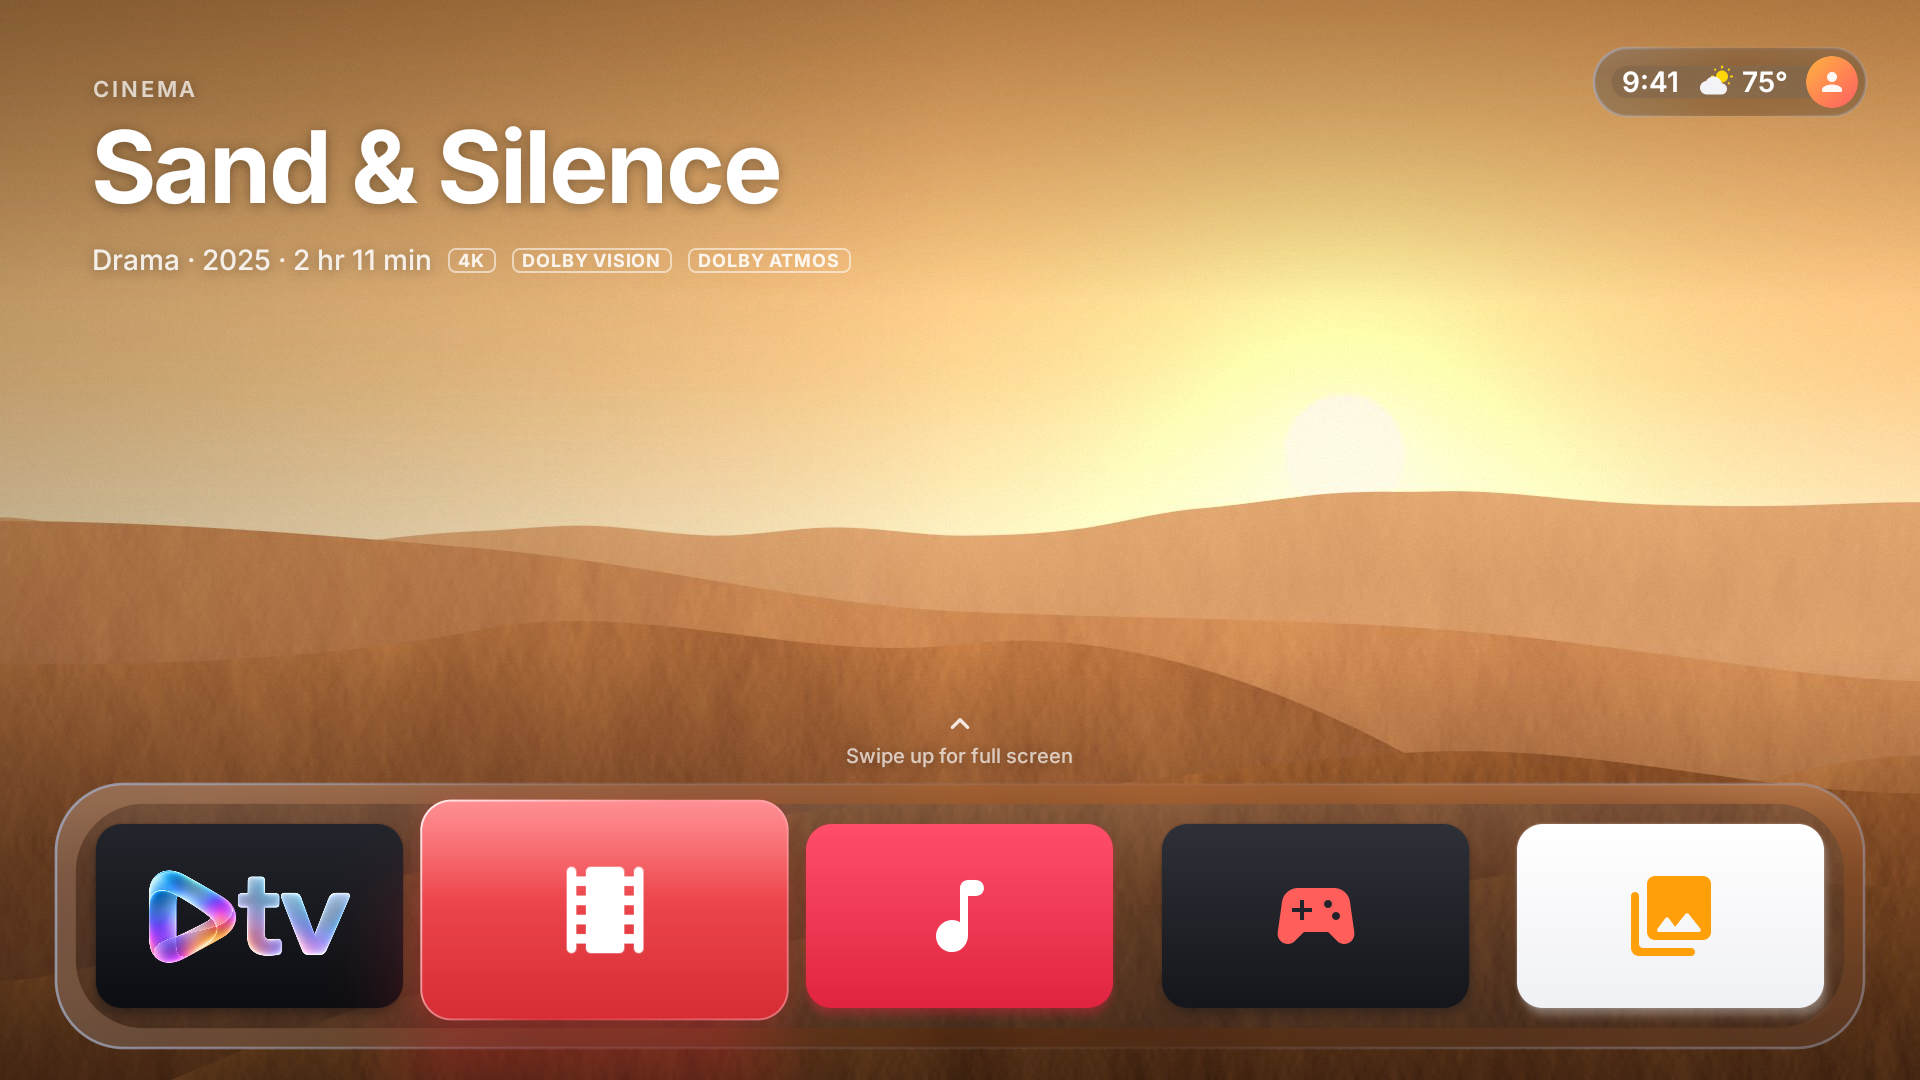 CINEMA
Sand & Silence
Drama · 2025 · 2 hr 11 min 4K DOLBY VISION DOLBY ATMOS
9:41 75°
Swipe up for full screen
tv